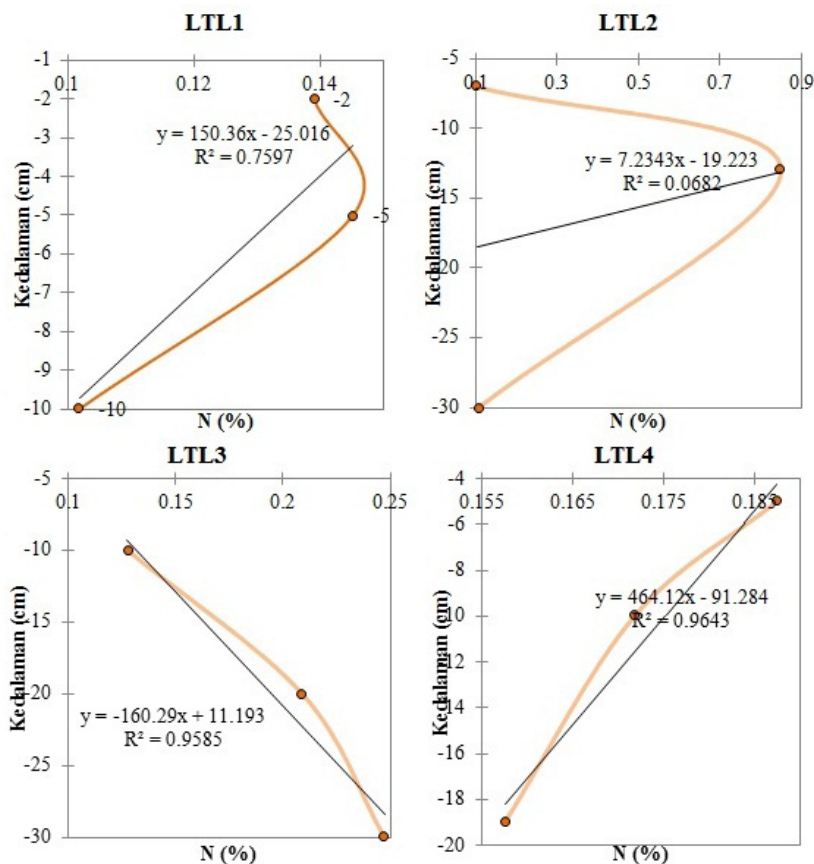 LTL1
-1
0.1
0.12
0.14
-2
-2
-3
y = 150.36x - 25.016
R² = 0.7597
-4
-5
-5
-6
-7
-8
-9
-10
-10
Kedalaman (cm)
N (%)
LTL2
-5
0.1
0.3
0.5
0.7
0.9
-10
y = 7.2343x - 19.223
R² = 0.0682
-15
-20
-25
-30
Kedalaman (cm)
N (%)
LTL3
-5
0.1
0.15
0.2
0.25
-10
-15
-20
y = -160.29x + 11.193
R² = 0.9585
-25
-30
Kedalaman (cm)
N (%)
LTL4
-4
0.155
0.165
0.175
0.185
-6
-8
y = 464.12x - 91.284
R² = 0.9643
-10
-12
-14
-16
-18
-20
Kedalaman (cm)
N (%)